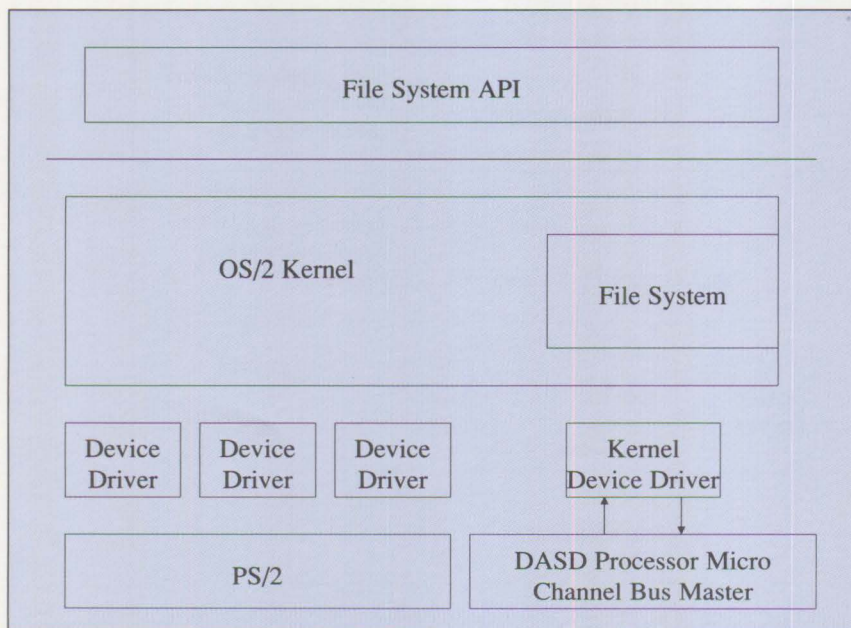 File System API
OS/2 Kernel
File System
Device
Driver
Device
Driver
Device
Driver
Kernel
Device Driver
PS/2
DASD Processor Micro
Channel Bus Master